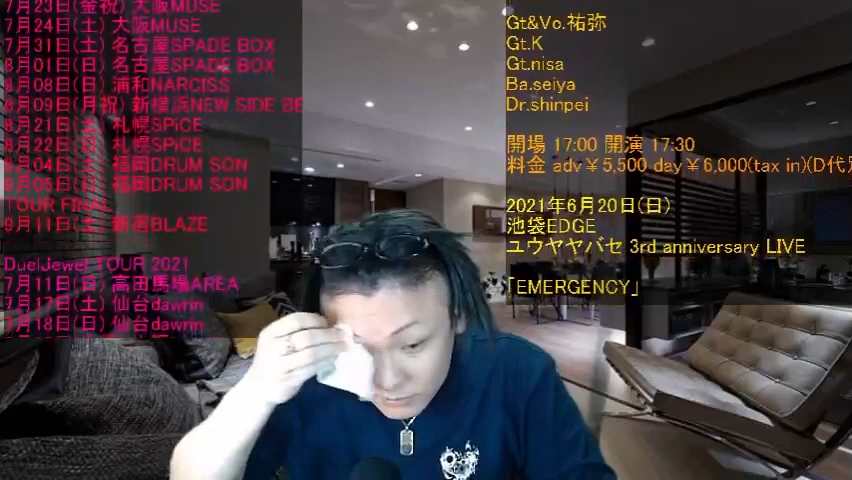 7月23日(金祝) 大阪MUSE
7月24日(土) 大阪MUSE
7月31日(土) 名古屋SPADE BOX
8月01日(日) 名古屋SPADE BOX
8月08日(日) 浦和NARCISS
8月09日(月祝) 新横浜NEW SIDE BE
8月21日(土) 札幌SPiCE
8月22日(日) 札幌SPiCE
9月04日(土) 福岡DRUM SON
9月05日(日) 福岡DRUM SON
TOUR FINAL
9月11日(土) 新宿BLAZE
DuelJewel TOUR 2021
7月11日(日) 高田馬場AREA
7月17日(土) 仙台darwin
7月18日(日) 仙台darwin
Gt&Vo.祐弥
Gt.K
Gt.nisa
Ba.seiya
Dr.shinpei
開場 17:00 開演 17:30
料金 adv￥5,500 day￥6,000(tax in)(D代別
2021年6月20日(日)
池袋EDGE
ユウヤヤバセ 3rd anniversary LIVE
「EMERGENCY」